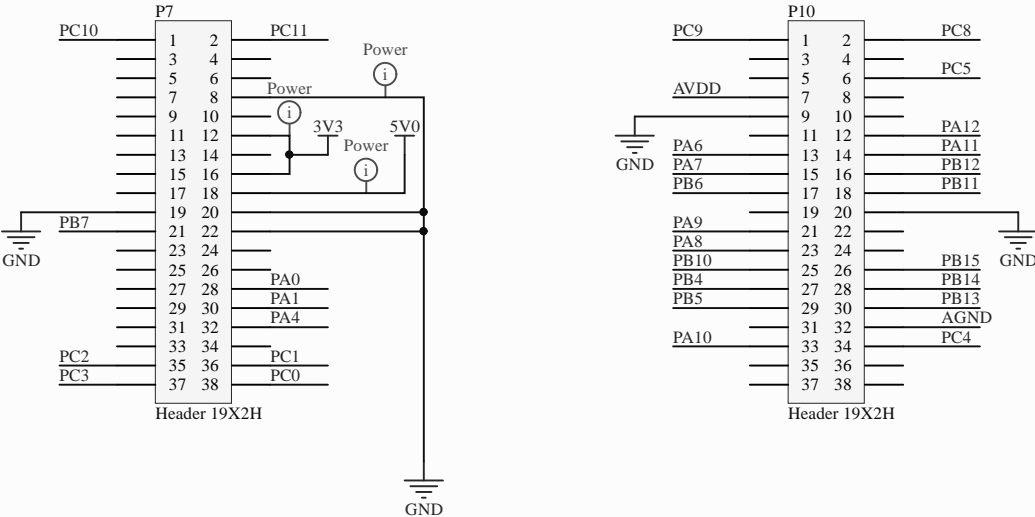 P7
PC10 1 2 PC11
3 4
5 6
7 8
9 10
11 12
13 14
15 16
17 18
19 20
PB7 21 22
23 24
25 26
27 28 PA0
29 30 PA1
31 32 PA4
33 34
PC2 35 36 PC1
PC3 37 38 PC0
Header 19X2H
Power
i
Power
i
3V3
5V0
Power
i
GND
GND
P10
PC9 1 2 PC8
3 4
5 6 PC5
AVDD 7 8
9 10
11 12 PA12
PA6 13 14 PA11
PA7 15 16 PB12
PB6 17 18 PB11
19 20
PA9 21 22
PA8 23 24
PB10 25 26 PB15
PB4 27 28 PB14
PB5 29 30 PB13
31 32 AGND
PA10 33 34 PC4
35 36
37 38
Header 19X2H
GND
GND